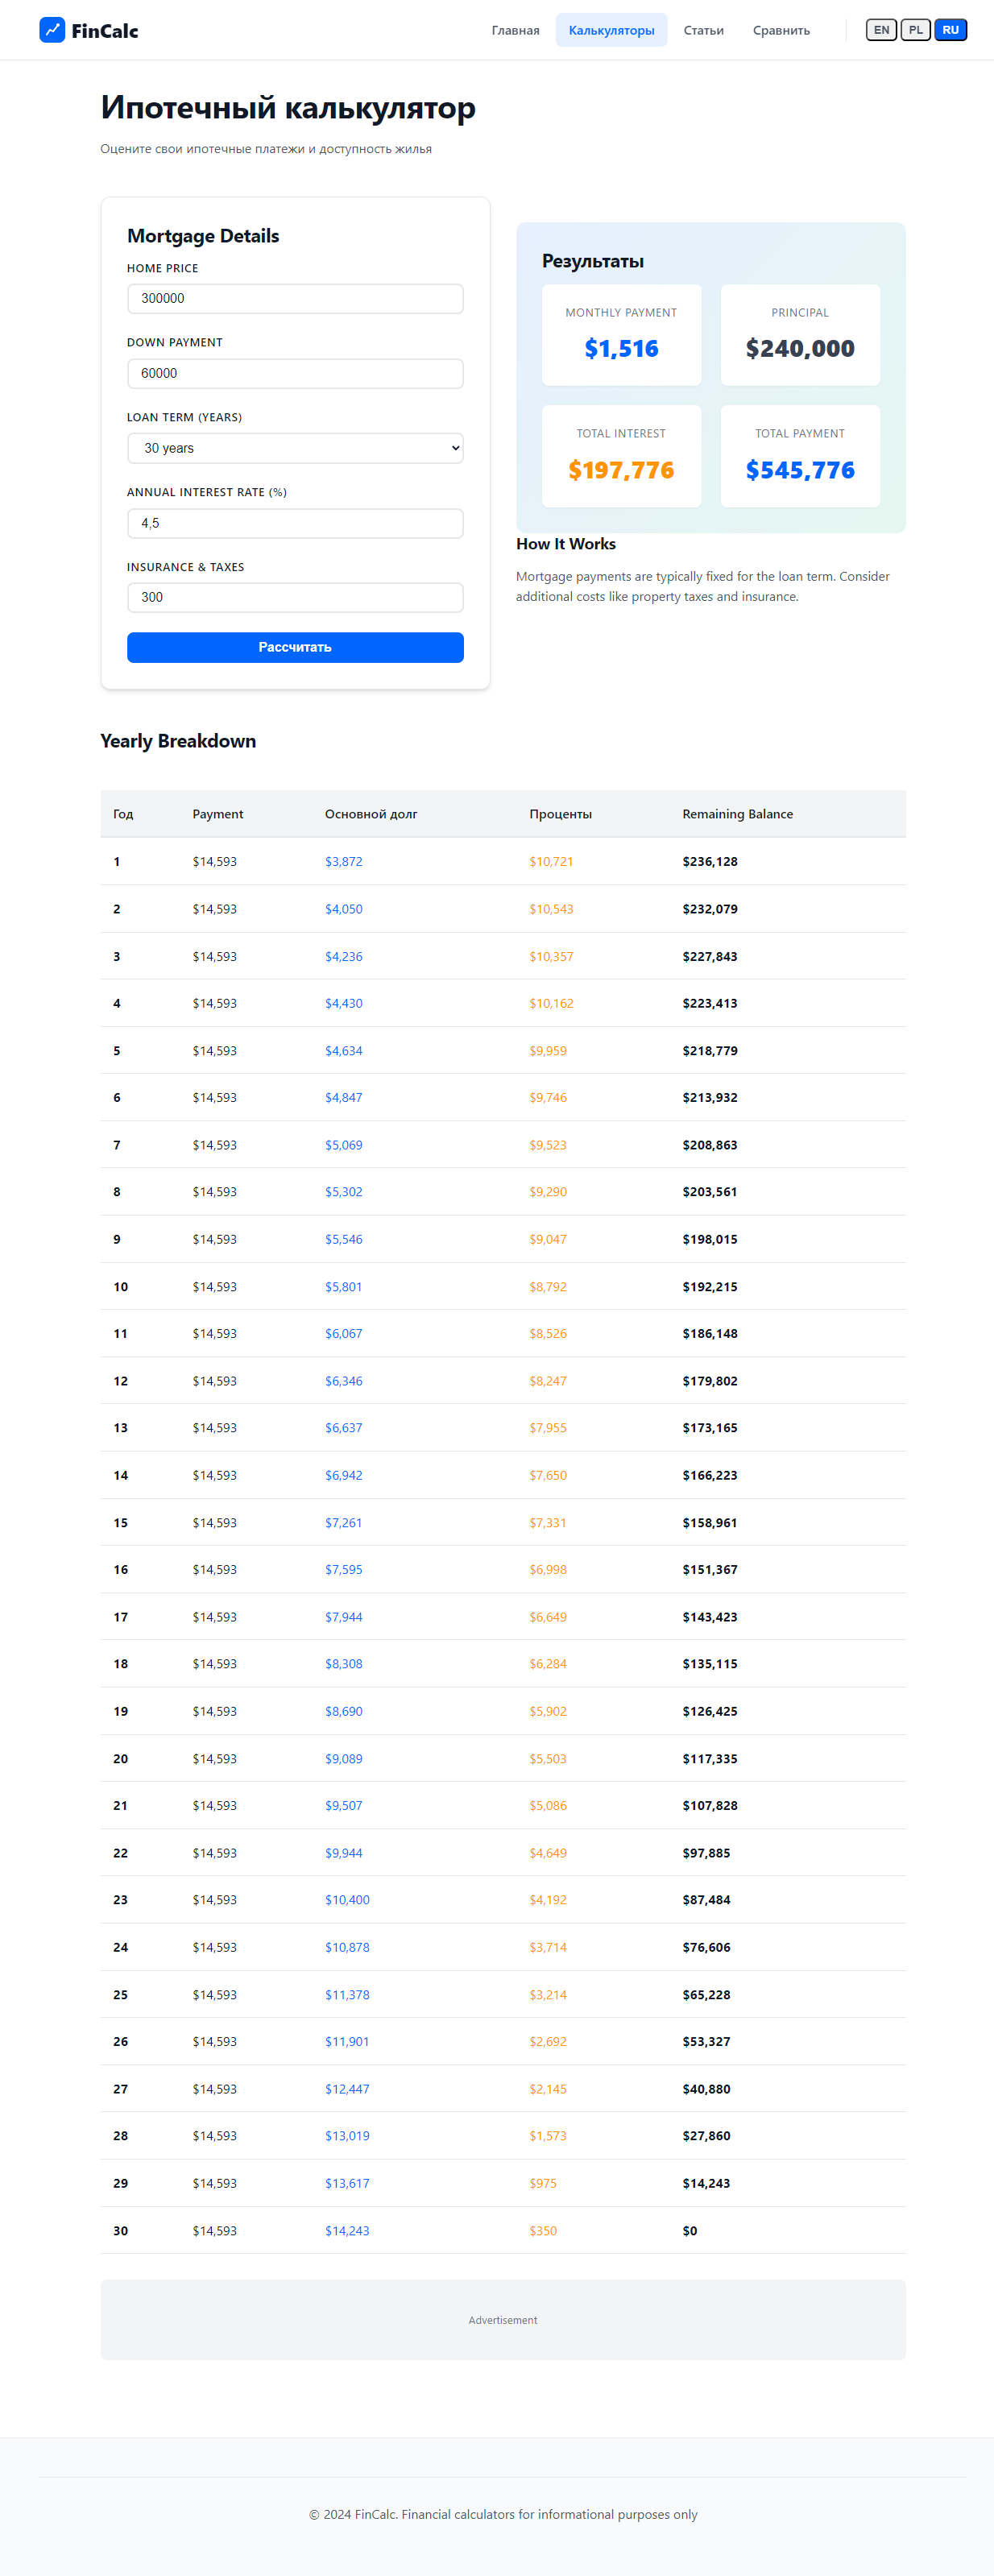 FinCalc Главная Калькуляторы Статьи Сравнить EN PL RU
Ипотечный калькулятор
Оцените свои ипотечные платежи и доступность жилья
Mortgage Details
HOME PRICE
300000
DOWN PAYMENT
60000
LOAN TERM (YEARS)
30 years
ANNUAL INTEREST RATE (%)
4,5
INSURANCE & TAXES
300
Рассчитать
Результаты
MONTHLY PAYMENT
$1,516
PRINCIPAL
$240,000
TOTAL INTEREST
$197,776
TOTAL PAYMENT
$545,776
How It Works
Mortgage payments are typically fixed for the loan term. Consider
additional costs like property taxes and insurance.
Yearly Breakdown
Год Payment Основной долг Проценты Remaining Balance
1 $14,593 $3,872 $10,721 $236,128
2 $14,593 $4,050 $10,543 $232,079
3 $14,593 $4,236 $10,357 $227,843
4 $14,593 $4,430 $10,162 $223,413
5 $14,593 $4,634 $9,959 $218,779
6 $14,593 $4,847 $9,746 $213,932
7 $14,593 $5,069 $9,523 $208,863
8 $14,593 $5,302 $9,290 $203,561
9 $14,593 $5,546 $9,047 $198,015
10 $14,593 $5,801 $8,792 $192,215
11 $14,593 $6,067 $8,526 $186,148
12 $14,593 $6,346 $8,247 $179,802
13 $14,593 $6,637 $7,955 $173,165
14 $14,593 $6,942 $7,650 $166,223
15 $14,593 $7,261 $7,331 $158,961
16 $14,593 $7,595 $6,998 $151,367
17 $14,593 $7,944 $6,649 $143,423
18 $14,593 $8,308 $6,284 $135,115
19 $14,593 $8,690 $5,902 $126,425
20 $14,593 $9,089 $5,503 $117,335
21 $14,593 $9,507 $5,086 $107,828
22 $14,593 $9,944 $4,649 $97,885
23 $14,593 $10,400 $4,192 $87,484
24 $14,593 $10,878 $3,714 $76,606
25 $14,593 $11,378 $3,214 $65,228
26 $14,593 $11,901 $2,692 $53,327
27 $14,593 $12,447 $2,145 $40,880
28 $14,593 $13,019 $1,573 $27,860
29 $14,593 $13,617 $975 $14,243
30 $14,593 $14,243 $350 $0
Advertisement
© 2024 FinCalc. Financial calculators for informational purposes only